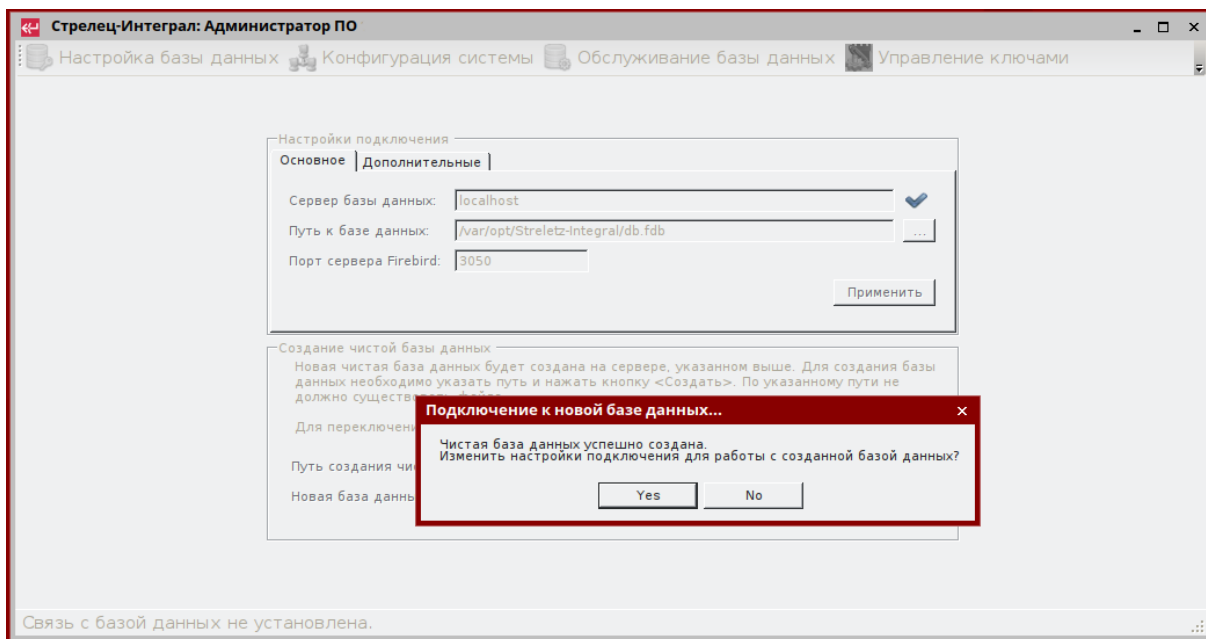 Стрелец-Интеграл: Администратор ПО
Настройка базы данных Конфигурация системы Обслуживание базы данных Управление ключами
Настройки подключения
Основное Дополнительные
Сервер базы данных: localhost
Путь к базе данных: /var/opt/Streletz-Integral/db.fdb ...
Порт сервера Firebird: 3050
Применить
Создание чистой базы данных
Новая чистая база данных будет создана на сервере, указанном выше. Для создания базы
данных необходимо указать путь и нажать кнопку <Создать>. По указанному пути не
должно
Для
Подключение к новой базе данных...
Чистая база данных успешно создана.
Изменить настройки подключения для работы с созданной базой данных?
Yes No
Путь создания
Новая база
Связь с базой данных не установлена.